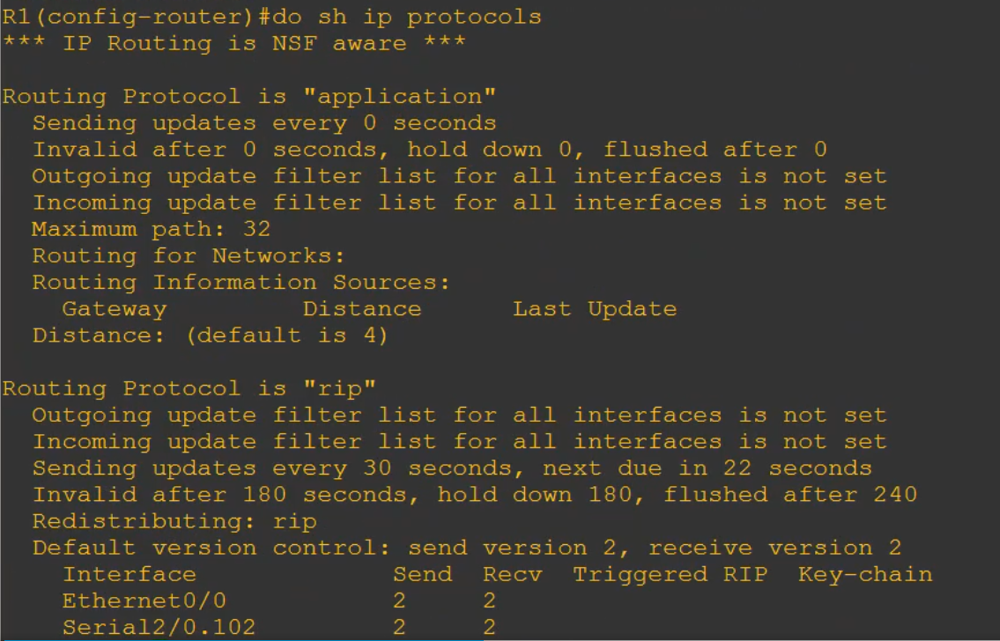 R1(config-router)#do sh ip protocols
*** IP Routing is NSF aware ***
Routing Protocol is "application"
Sending updates every 0 seconds
Invalid after 0 seconds, hold down 0, flushed after 0
Outgoing update filter list for all interfaces is not set
Incoming update filter list for all interfaces is not set
Maximum path: 32
Routing for Networks:
Routing Information Sources:
Gateway Distance Last Update
Distance: (default is 4)
Routing Protocol is "rip"
Outgoing update filter list for all interfaces is not set
Incoming update filter list for all interfaces is not set
Sending updates every 30 seconds, next due in 22 seconds
Invalid after 180 seconds, hold down 180, flushed after 240
Redistributing: rip
Default version control: send version 2, receive version 2
Interface Send Recv Triggered RIP Key-chain
Ethernet0/0 2 2
Serial2/0.102 2 2